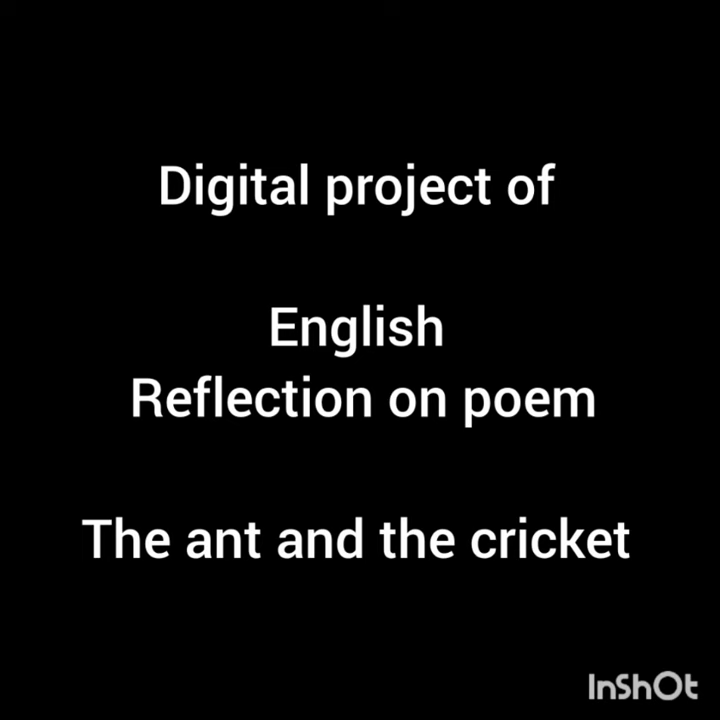 Digital project of
English
Reflection on poem
The ant and the cricket
InShOt